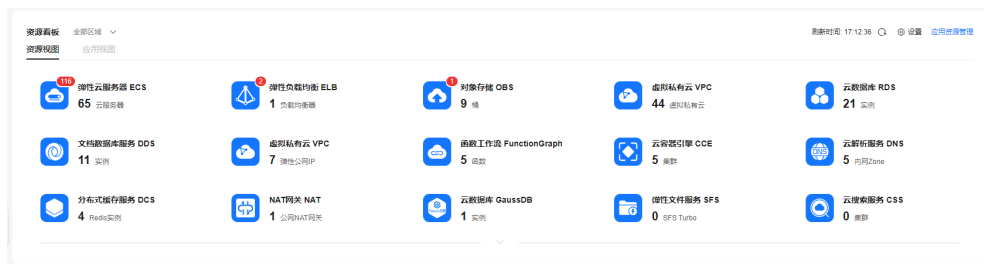 资源看板 全部区域 刷新时间: 17:12:36 设置 应用资源管理
资源视图 应用视图
116 弹性云服务器 ECS
65 云服务器
2 弹性负载均衡 ELB
1 负载均衡器
1 对象存储 OBS
9 桶
虚拟私有云 VPC
44 虚拟私有云
云数据库 RDS
21 实例
文档数据库服务 DDS
11 实例
虚拟私有云 VPC
7 弹性公网IP
函数工作流 FunctionGraph
5 函数
云容器引擎 CCE
5 集群
DNS 云解析服务 DNS
5 内网Zone
分布式缓存服务 DCS
4 Redis实例
NAT网关 NAT
1 公网NAT网关
云数据库 GaussDB
1 实例
弹性文件服务 SFS
0 SFS Turbo
云搜索服务 CSS
0 集群